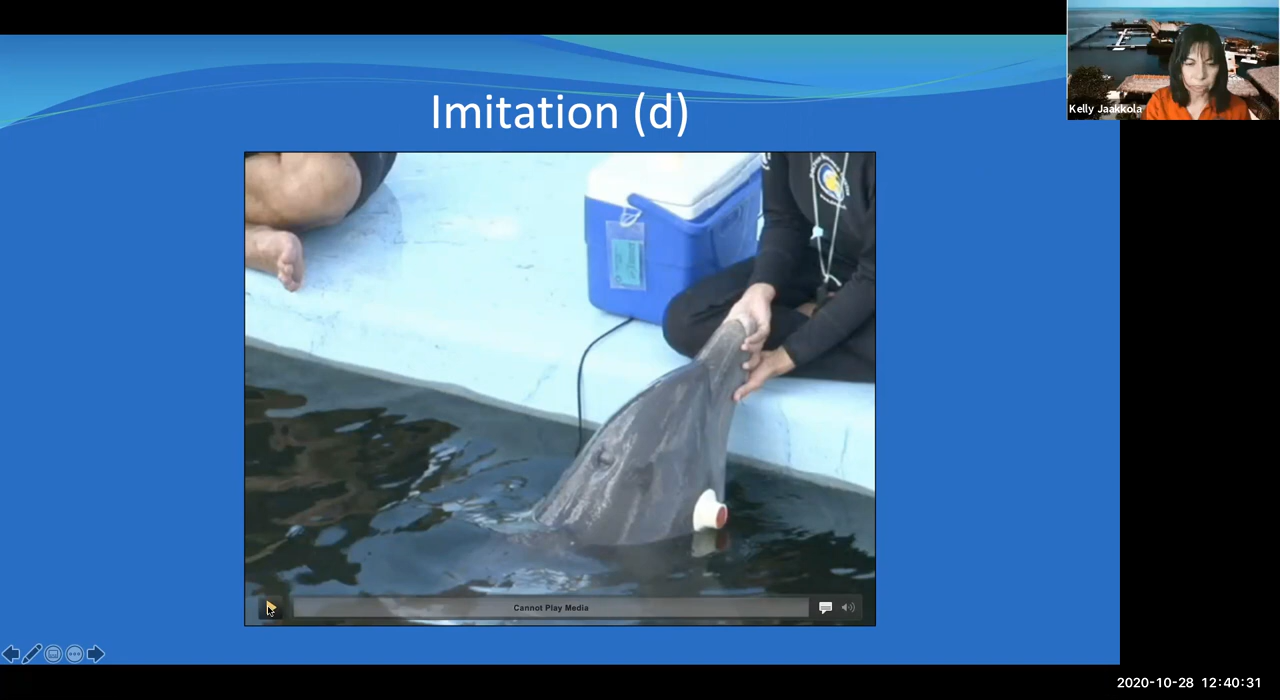 Kelly Jaakkola
Imitation (d)
Cannot Play Media
2020-10-28 12:40:31